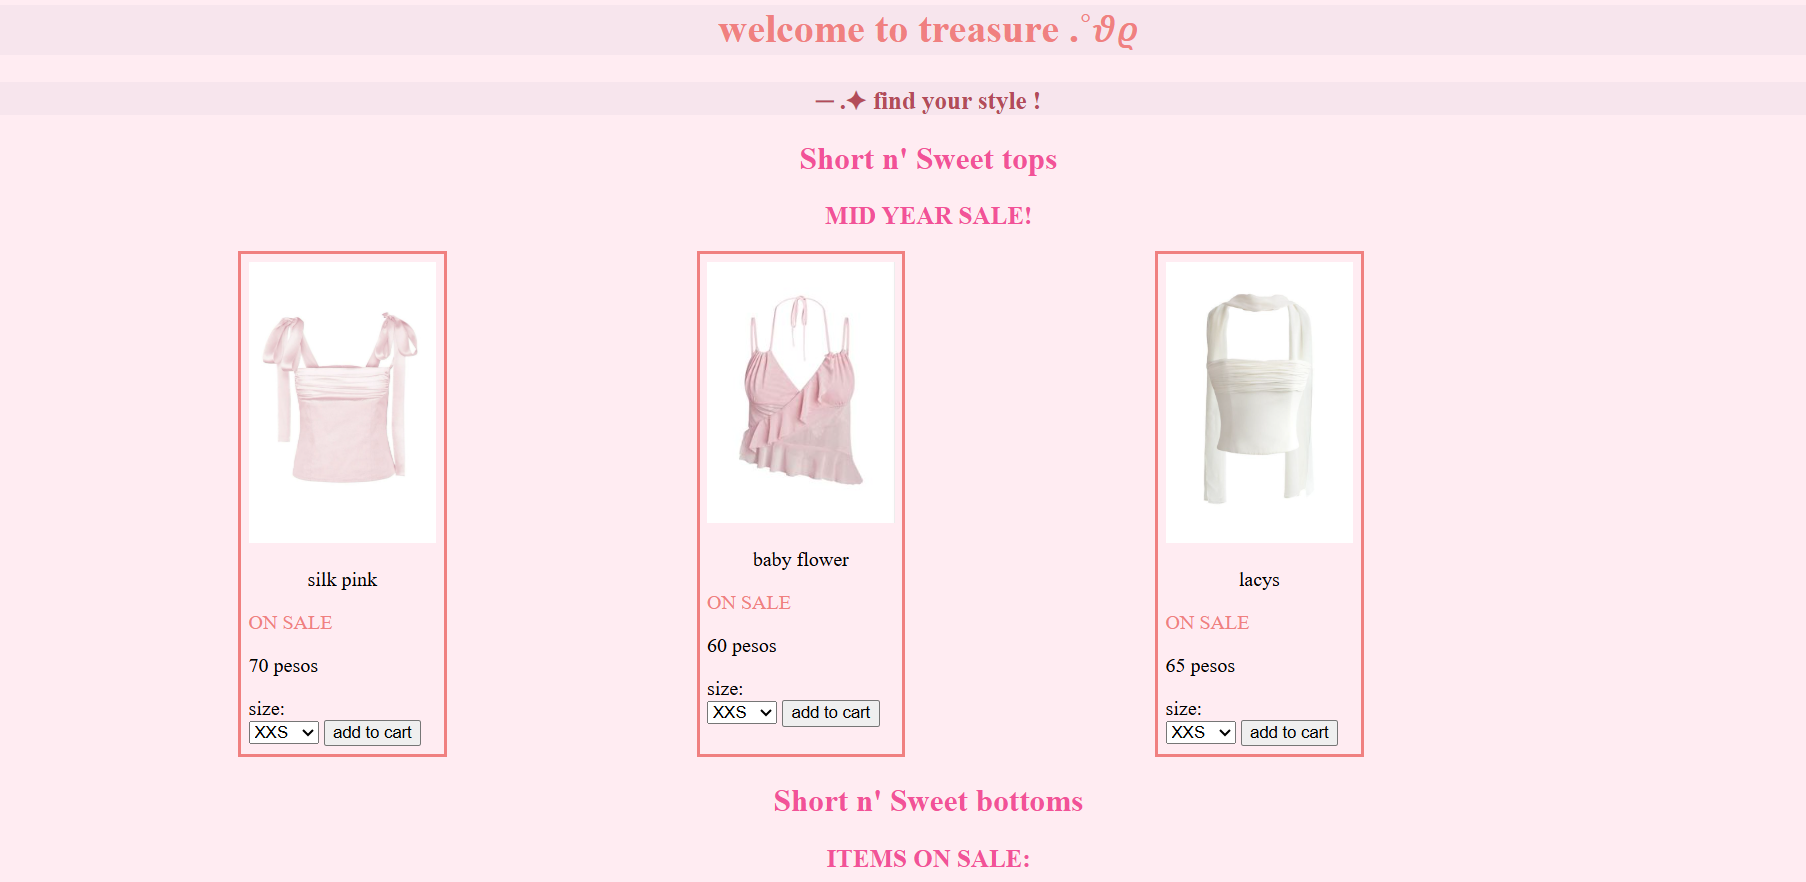 welcome to treasure .˚𝜗𝜚
— .✦ find your style !
Short n' Sweet tops
MID YEAR SALE!
silk pink
ON SALE
70 pesos
size:
XXS add to cart
baby flower
ON SALE
60 pesos
size:
XXS add to cart
lacys
ON SALE
65 pesos
size:
XXS add to cart
Short n' Sweet bottoms
ITEMS ON SALE: